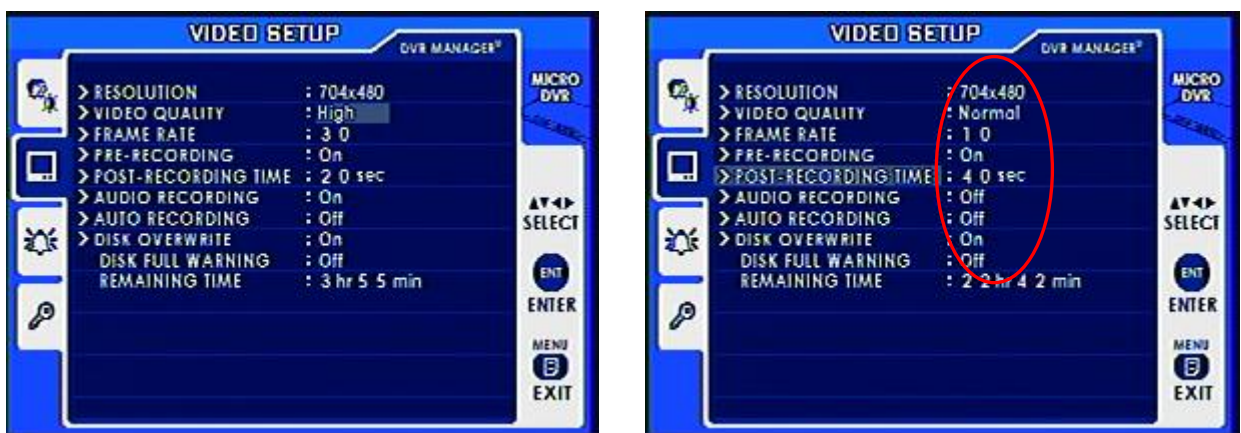 VIDEO SETUP
DVR MANAGER®
> RESOLUTION : 704x480
> VIDEO QUALITY : High
> FRAME RATE : 3 0
> PRE-RECORDING : On
> POST-RECORDING TIME : 2 0 sec
> AUDIO RECORDING : On
> AUTO RECORDING : Off
> DISK OVERWRITE : On
DISK FULL WARNING : Off
REMAINING TIME : 3 hr 5 5 min
MICRO
DVR
SELECT
ENT
ENTER
MENU
EXIT
VIDEO SETUP
DVR MANAGER®
> RESOLUTION : 704x480
> VIDEO QUALITY : Normal
> FRAME RATE : 1 0
> PRE-RECORDING : On
> POST-RECORDING TIME : 4 0 sec
> AUDIO RECORDING : Off
> AUTO RECORDING : Off
> DISK OVERWRITE : On
DISK FULL WARNING : Off
REMAINING TIME : 2 2 hr 4 2 min
MICRO
DVR
SELECT
ENT
ENTER
MENU
EXIT